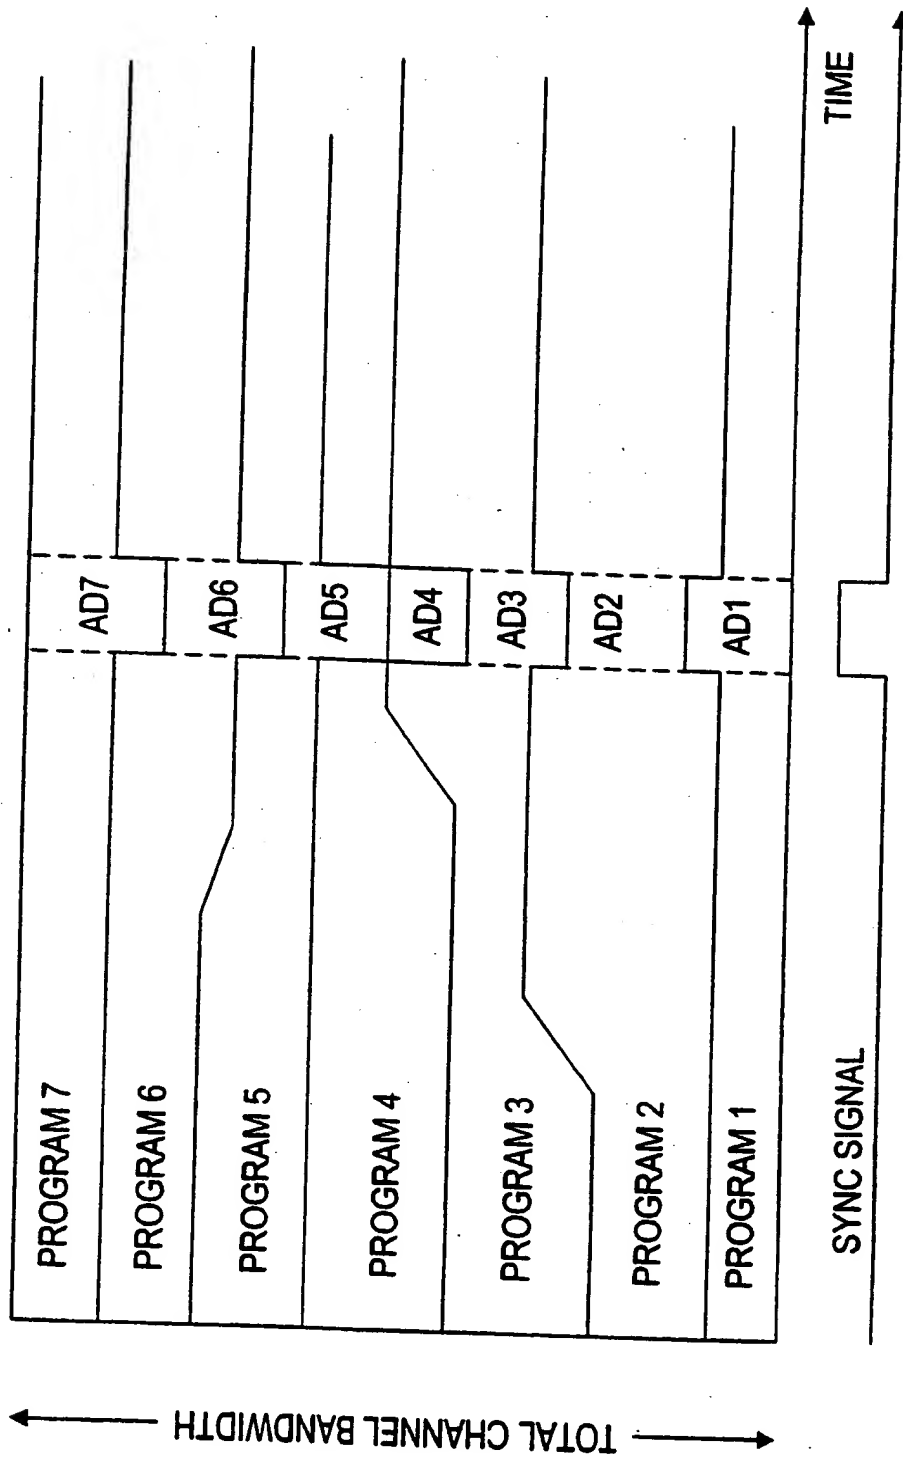 TOTAL CHANNEL BANDWIDTH
PROGRAM 7
PROGRAM 6
PROGRAM 5
PROGRAM 4
PROGRAM 3
PROGRAM 2
PROGRAM 1
AD7
AD6
AD5
AD4
AD3
AD2
AD1
SYNC SIGNAL
TIME